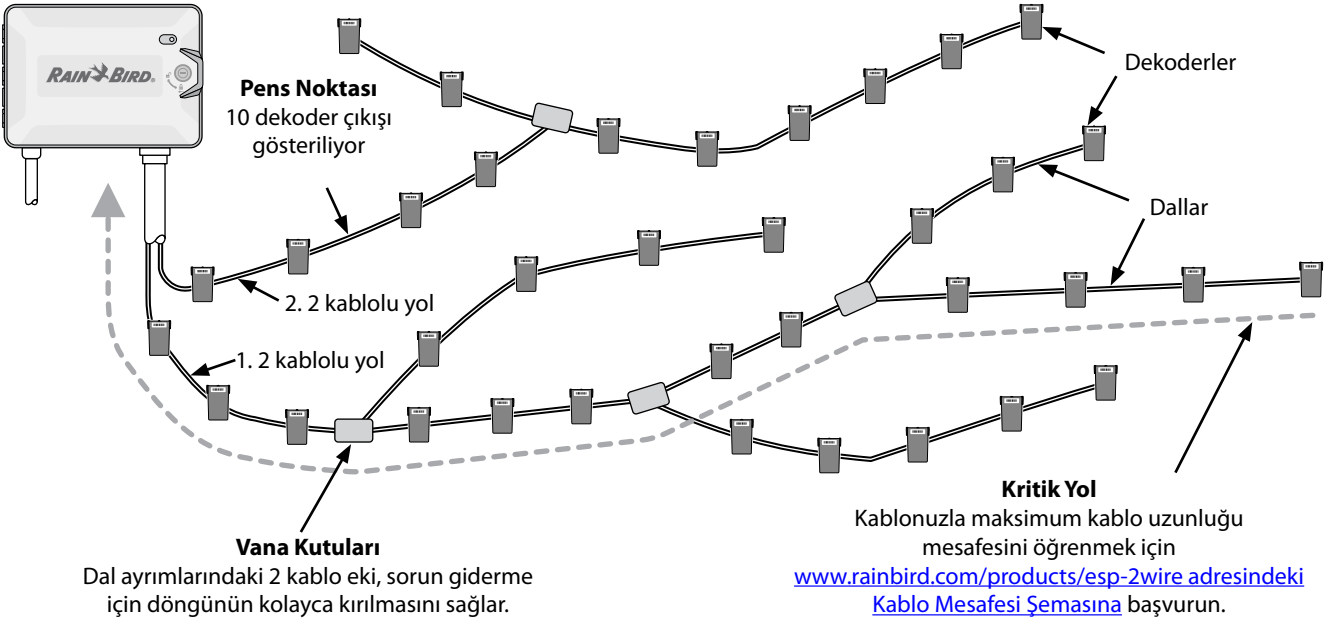 RAIN BIRD
Pens Noktası
10 dekoder çıkışı
gösteriliyor
Dekoderler
Dallar
2. 2 kablolu yol
1. 2 kablolu yol
Vana Kutuları
Dal ayrımlarındaki 2 kablo eki, sorun giderme
için döngünün kolayca kırılmasını sağlar.
Kritik Yol
Kablonuzla maksimum kablo uzunluğu
mesafesini öğrenmek için
www.rainbird.com/products/esp-2wire adresindeki
Kablo Mesafesi Şemasına başvurun.